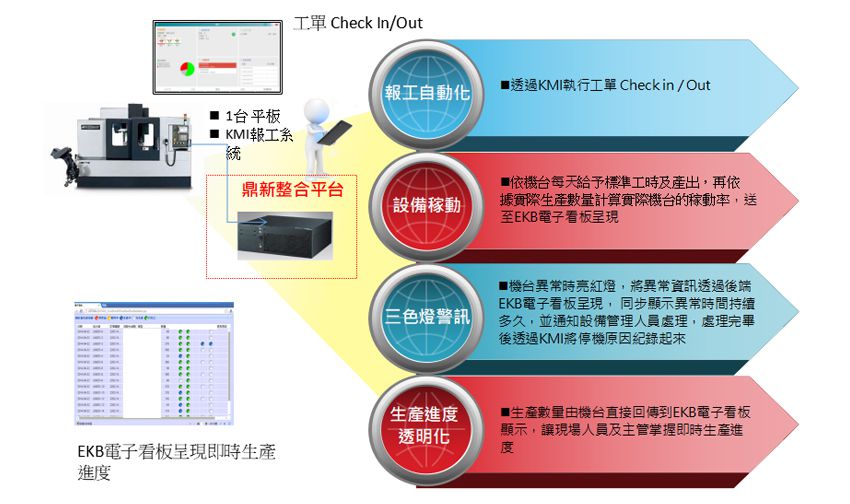 工單 Check In/Out
■ 1台平板
■ KMI報工系
統
鼎新整合平台
EKB電子看板呈現即時生產
進度
報工自動化
■透過KMI執行工單 Check in / Out
設備稼動
■依機台每天給予標準工時及產出，再依
據實際生產數量計算實際機台的稼動率，送
至EKB電子看板呈現
三色燈警訊
■機台異常時亮紅燈，將異常資訊透過後端
EKB電子看板呈現， 同步顯示異常時間持續
多久，並通知設備管理人員處理，處理完畢
後透過KMI將停機原因紀錄起來
生產進度
透明化
■生產數量由機台直接回傳到EKB電子看板
顯示，讓現場人員及主管掌握即時生產進
度